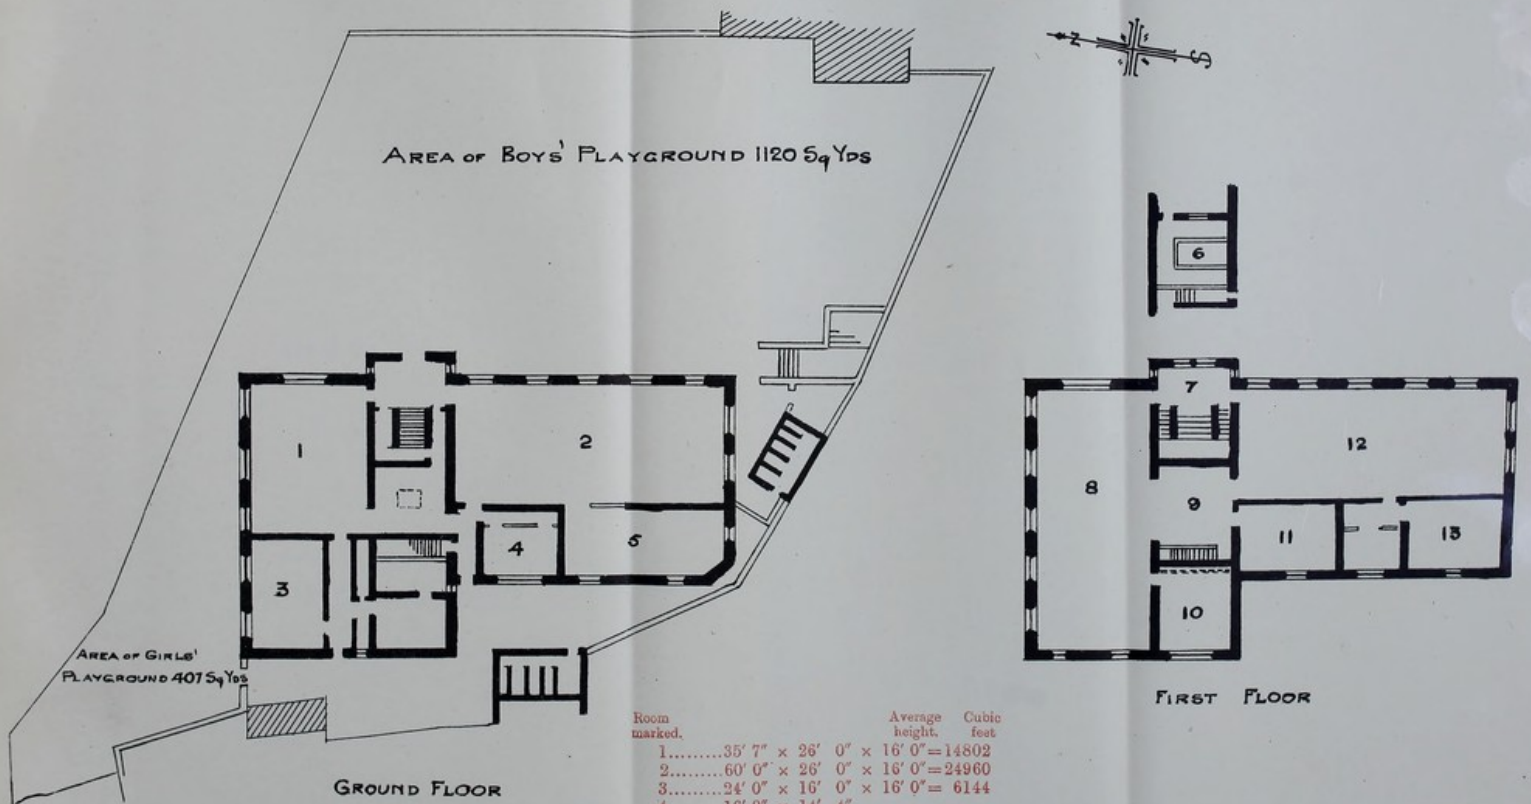 N S
AREA OF BOYS' PLAYGROUND 1120 Sq YDS
6
7
1
2
8
12
9
4
5
11
13
3
10
AREA OF GIRLS'
PLAYGROUND 407 Sq YDS
FIRST FLOOR
GROUND FLOOR
Room Average Cubic
marked. height. feet
1.........35' 7" × 26' 0" × 16' 0"=14802
2.........60' 0" × 26' 0" × 16' 0"=24960
3.........24' 0" × 16' 0" × 16' 0"= 6144